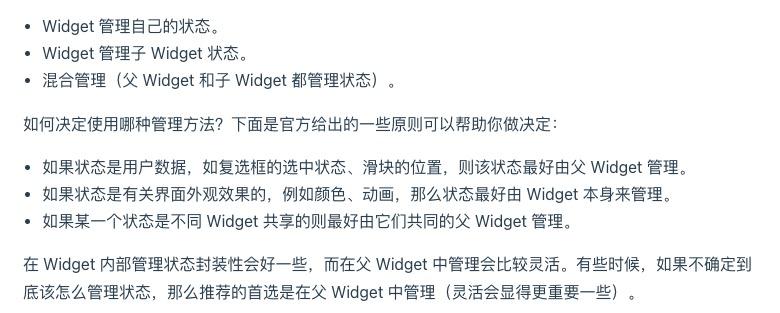 • Widget 管理自己的状态。
• Widget 管理子 Widget 状态。
• 混合管理（父 Widget 和子 Widget 都管理状态）。
如何决定使用哪种管理方法？下面是官方给出的一些原则可以帮助你做决定：
• 如果状态是用户数据，如复选框的选中状态、滑块的位置，则该状态最好由父 Widget 管理。
• 如果状态是有关界面外观效果的，例如颜色、动画，那么状态最好由 Widget 本身来管理。
• 如果某一个状态是不同 Widget 共享的则最好由它们共同的父 Widget 管理。
在 Widget 内部管理状态封装性会好一些，而在父 Widget 中管理会比较灵活。有些时候，如果不确定到
底该怎么管理状态，那么推荐的首选是在父 Widget 中管理（灵活会显得更重要一些）。